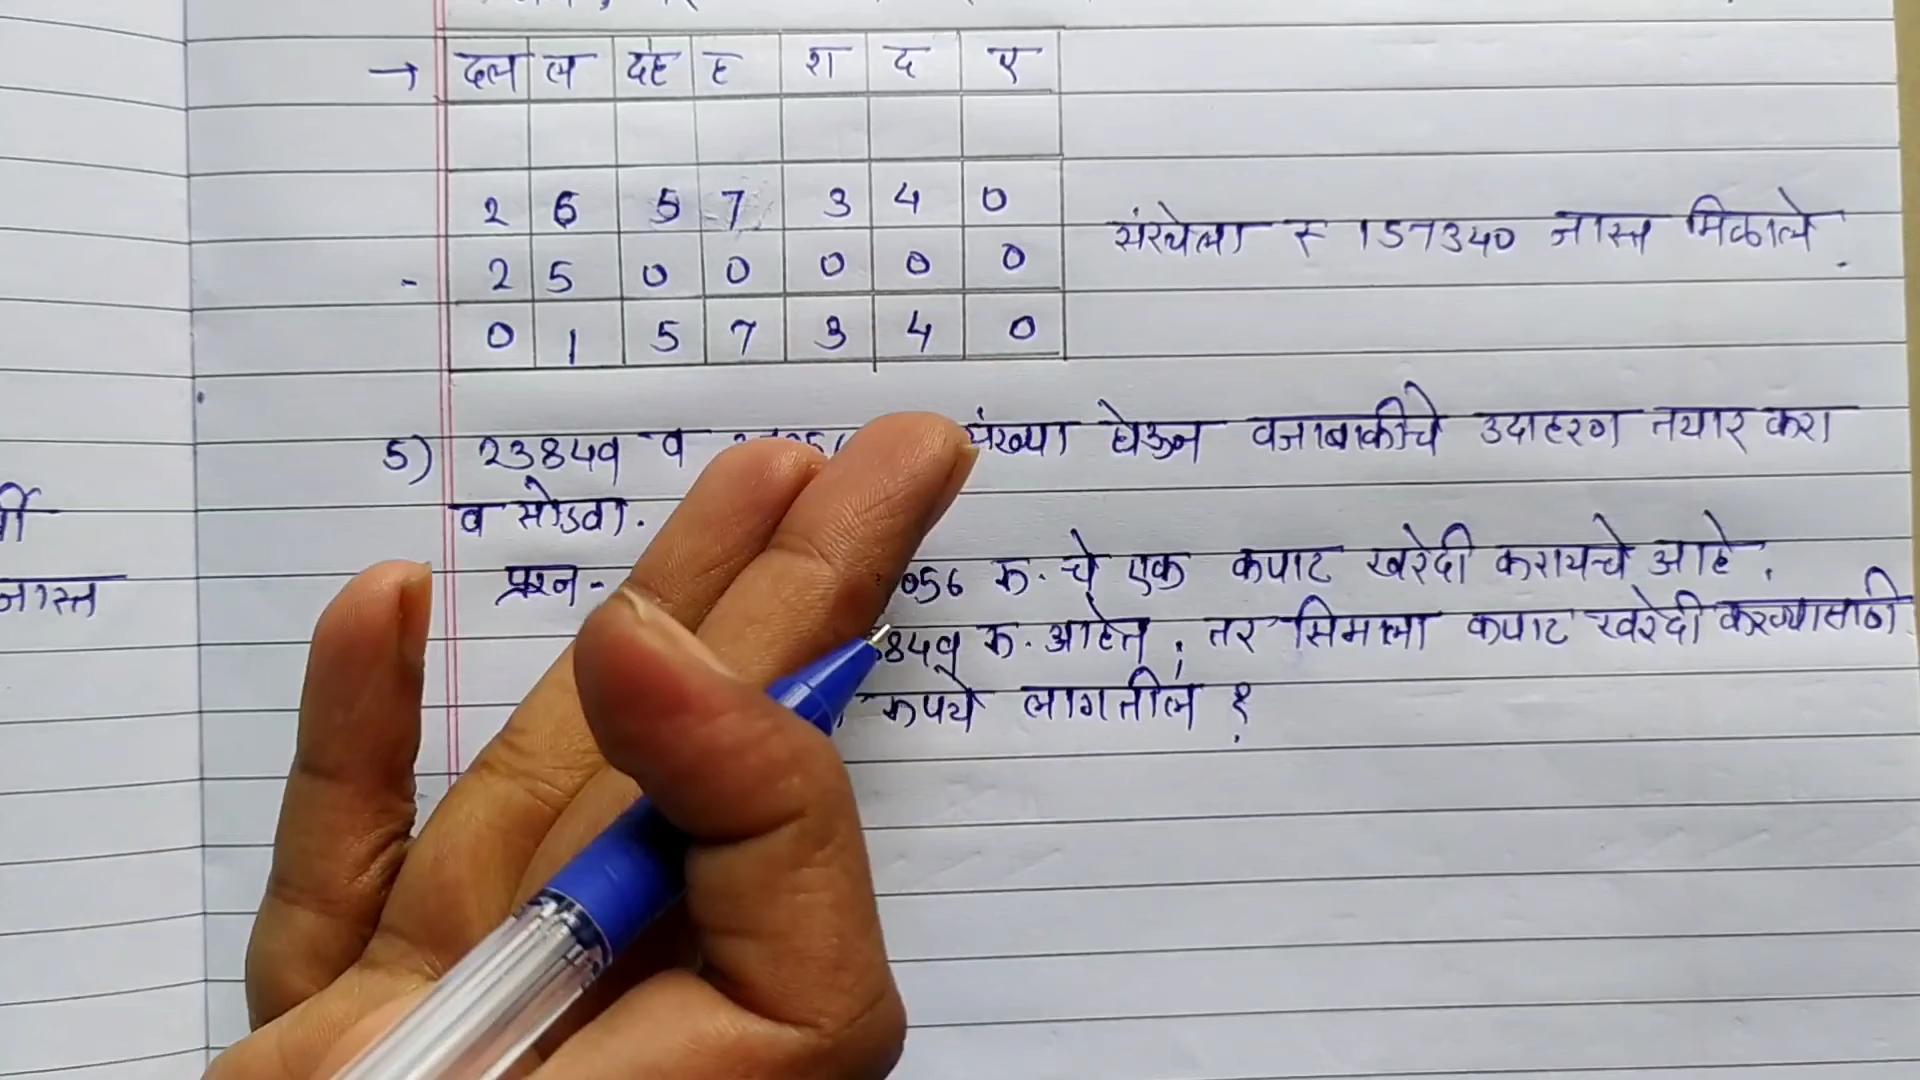 → दल ल दह ह श द ए
2 6 5 7 3 4 0
संस्थेला ₹ 157340 जास्त मिळाले.
- 2 5 0 0 0 0 0
0 1 5 7 3 4 0
5) 23849 व संख्या घेऊन वजाबाकीचे उदाहरण तयार करा
व सोडवा.
प्रश्न- 056 रु. चे एक कपाट खरेदी करायचे आहे.
849 रु. आहेत. तर सिमाला कपाट खरेदी करण्यासाठी
रुपये लागतील ?
जास्त